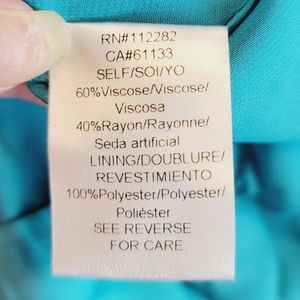 RN#112282
CA#61133
SELF/SOI/YO
60%Viscose/Viscose/
Viscosa
40%Rayon/Rayonne/
Seda artificial
LINING/DOUBLURE/
REVESTIMIENTO
100%Polyester/Polyester/
Poliéster
SEE REVERSE
FOR CARE